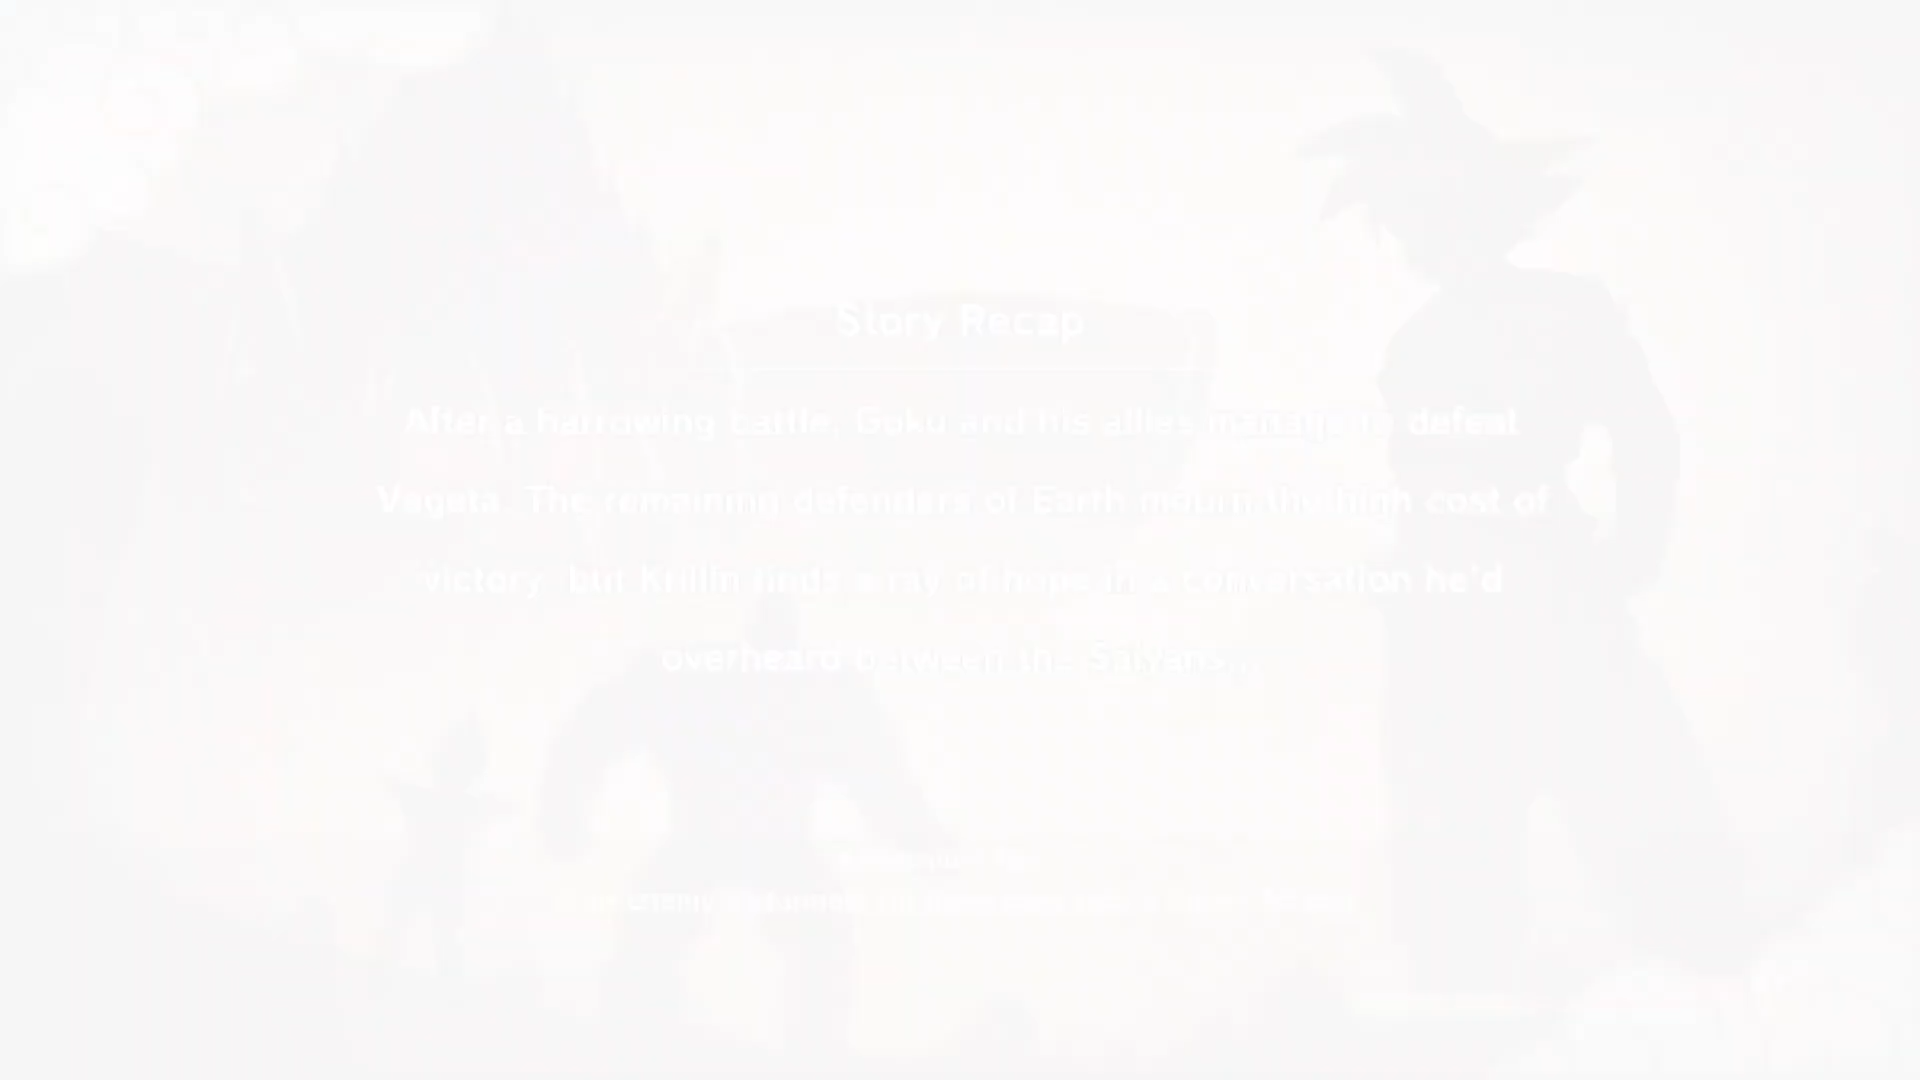 Story Recap
After a harrowing battle, Goku and his allies manage to defeat
Vegeta. The remaining defenders of Earth mourn the high cost of
victory, but Krillin finds a ray of hope in a conversation he'd
overheard between the Saiyans...